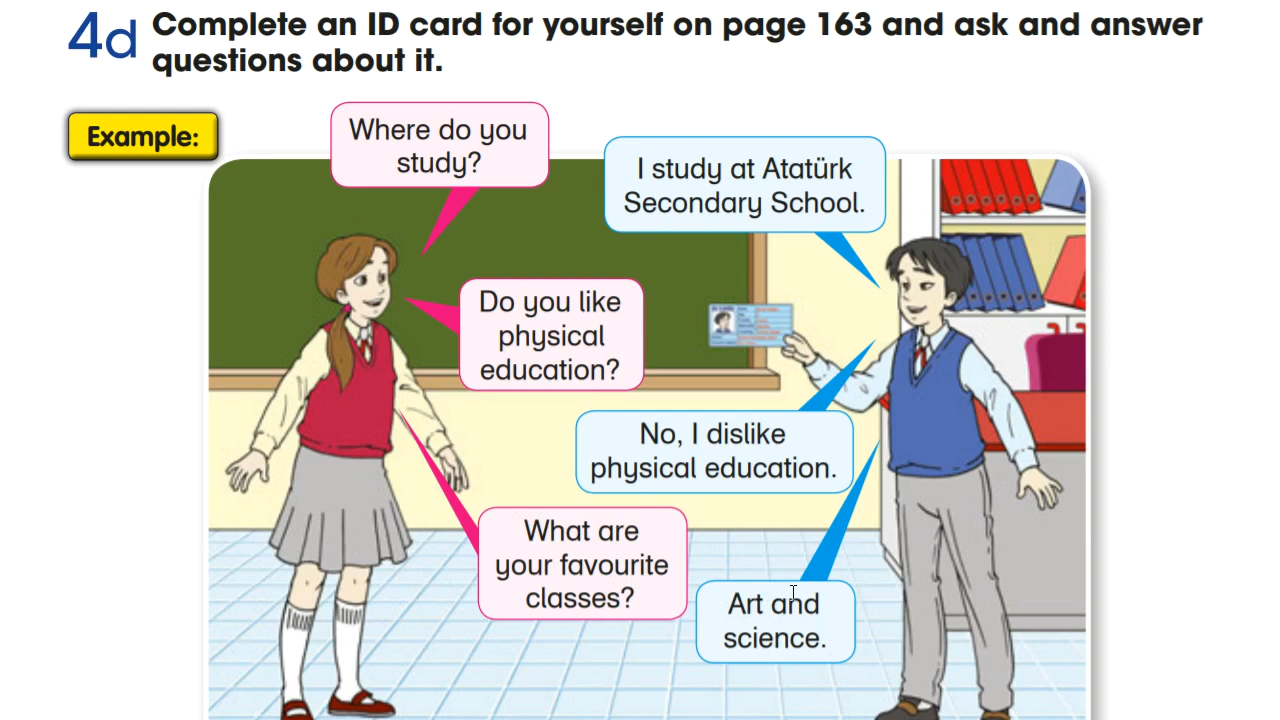 4d Complete an ID card for yourself on page 163 and ask and answer
questions about it.
Example:
Where do you
study?
I study at Atatürk
Secondary School.
Do you like
physical
education?
No, I dislike
physical education.
What are
your favourite
classes?
Art and
science.